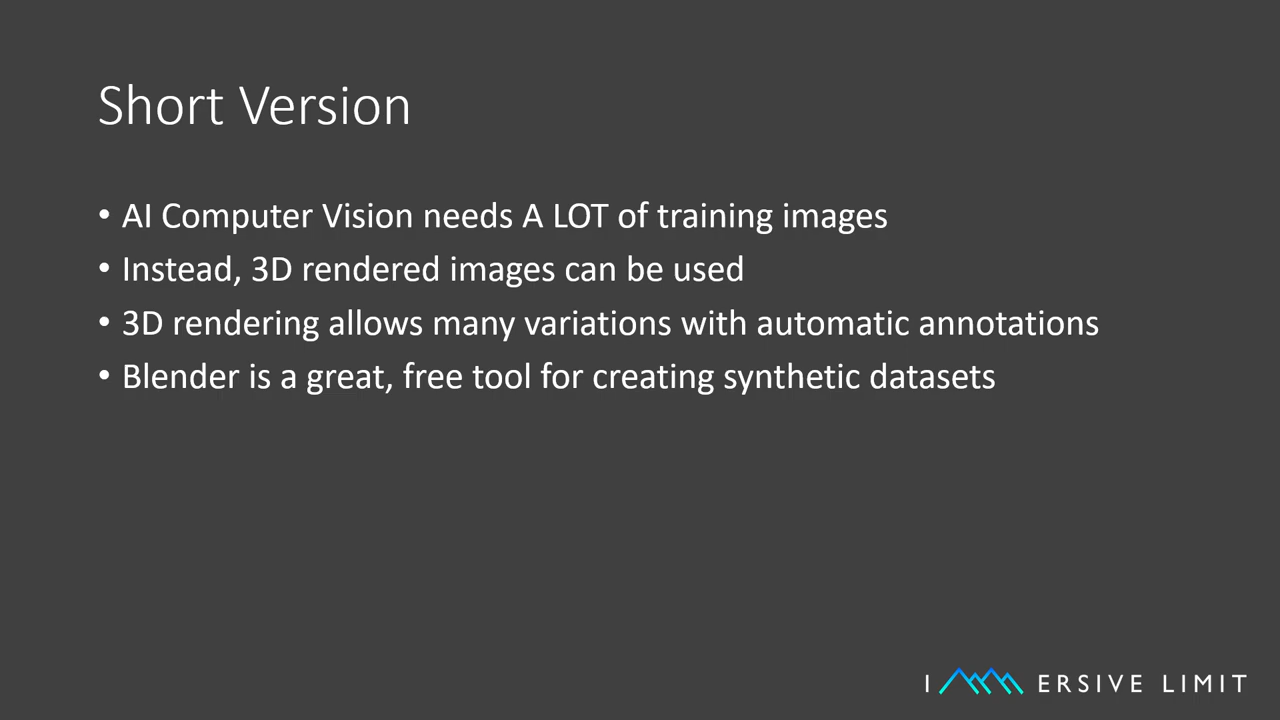 Short Version
• AI Computer Vision needs A LOT of training images
• Instead, 3D rendered images can be used
• 3D rendering allows many variations with automatic annotations
• Blender is a great, free tool for creating synthetic datasets
IMMERSIVE LIMIT